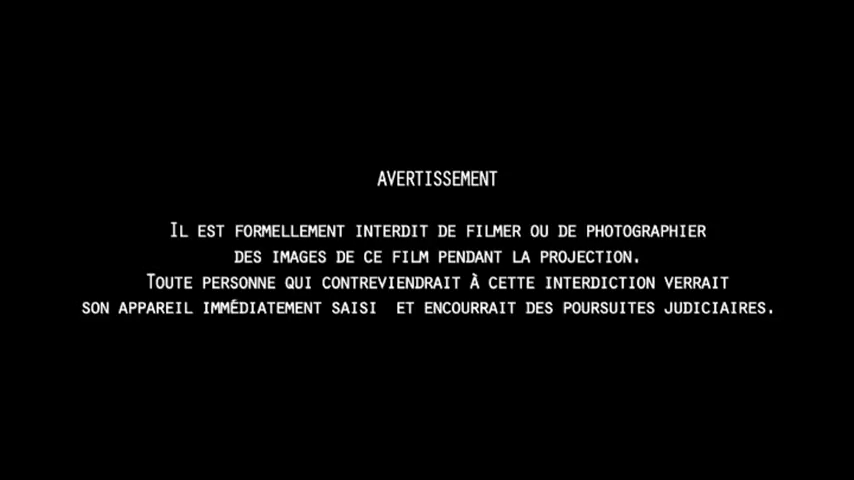 AVERTISSEMENT
IL EST FORMELLEMENT INTERDIT DE FILMER OU DE PHOTOGRAPHIER
DES IMAGES DE CE FILM PENDANT LA PROJECTION.
TOUTE PERSONNE QUI CONTREVIENDRAIT À CETTE INTERDICTION VERRAIT
SON APPAREIL IMMÉDIATEMENT SAISI ET ENCOURRAIT DES POURSUITES JUDICIAIRES.